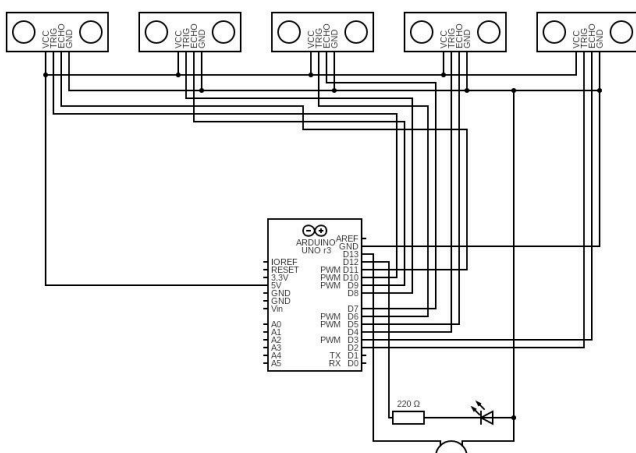 VCC TRIG ECHO GND
VCC TRIG ECHO GND
VCC TRIG ECHO GND
VCC TRIG ECHO GND
VCC TRIG ECHO GND
ARDUINO
UNO r3
IOREF
RESET
3.3V
5V
GND
GND
Vin
A0
A1
A2
A3
A4
A5
AREF
GND
D13
D12
PWM D11
PWM D10
PWM D9
D8
D7
PWM D6
PWM D5
D4
PWM D3
D2
TX D1
RX D0
220 Ω